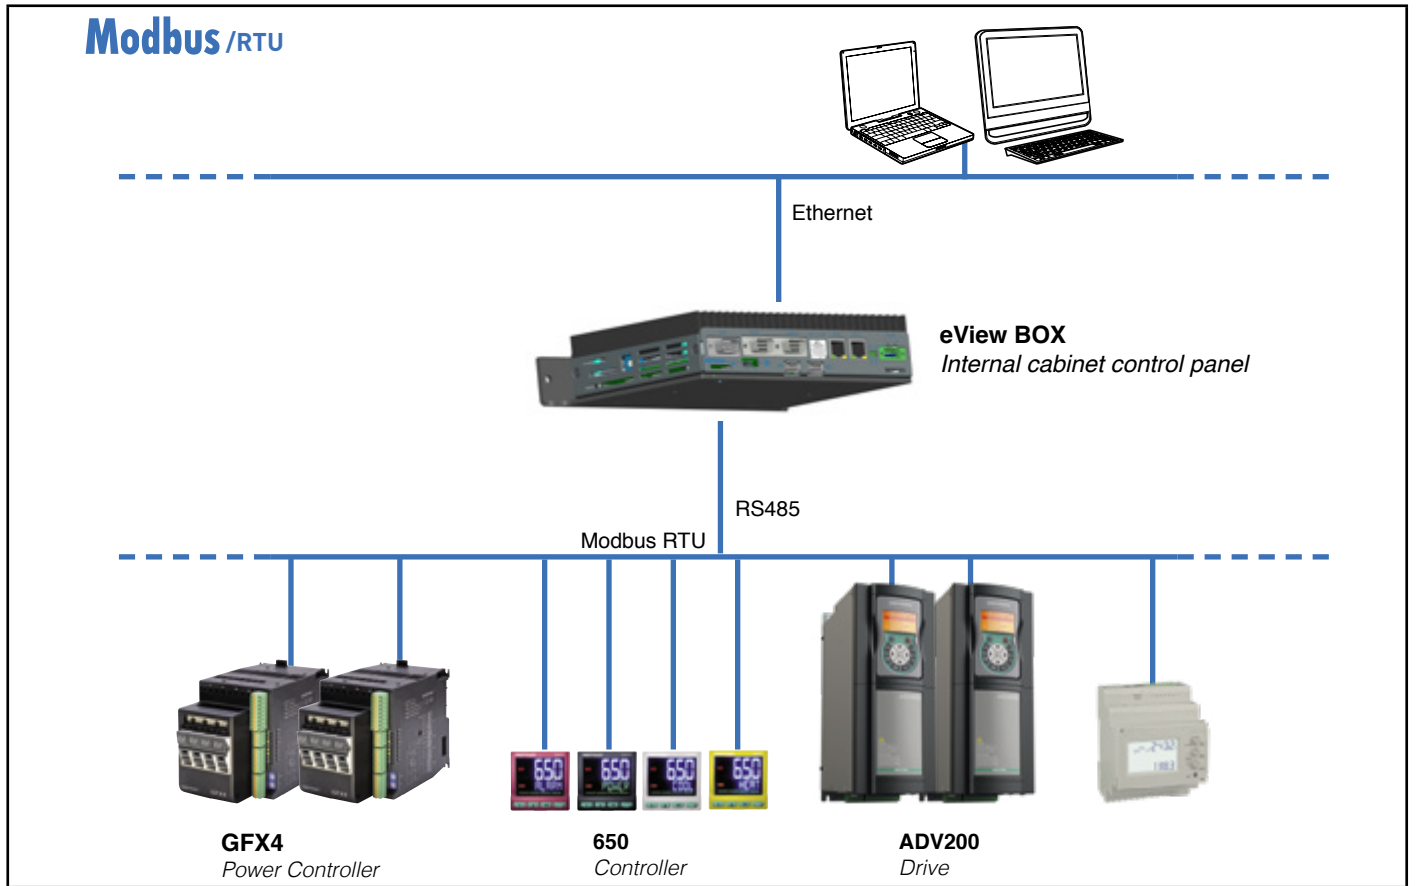 Modbus /RTU
Ethernet
eView BOX
Internal cabinet control panel
RS485
Modbus RTU
650
650
650
650
GFX4
Power Controller
650
Controller
ADV200
Drive